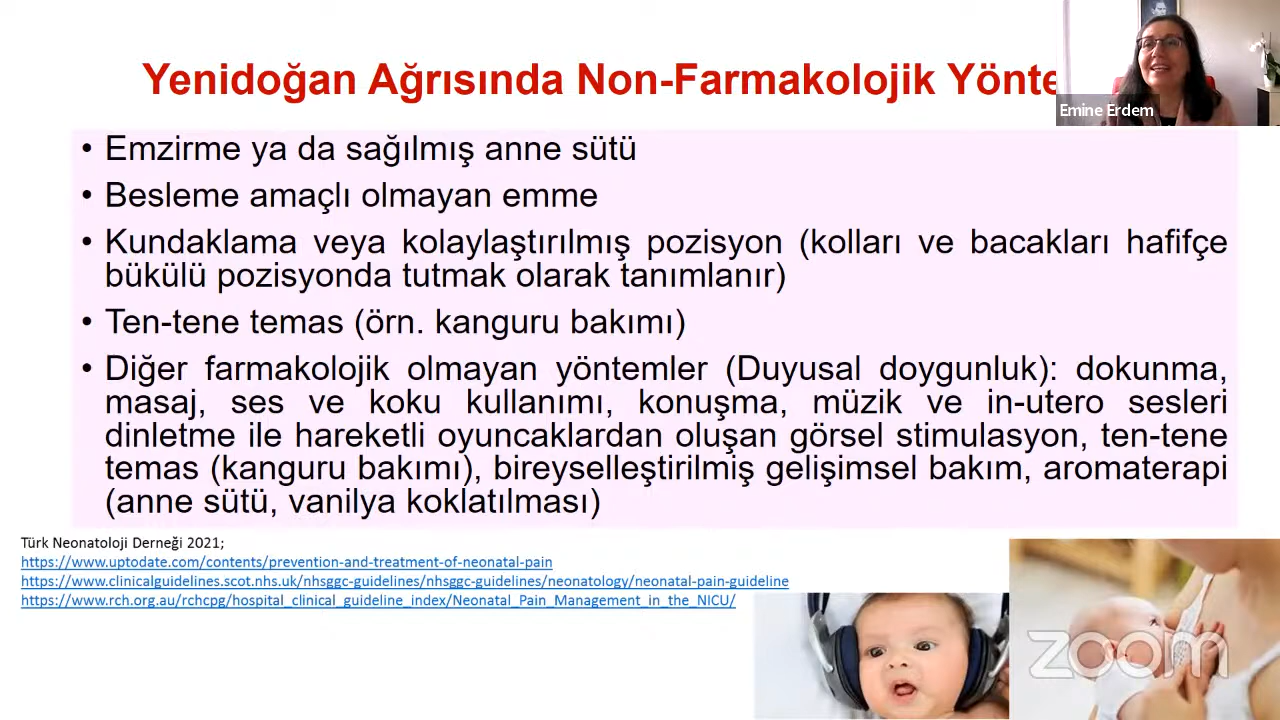 Yenidoğan Ağrısında Non-Farmakolojik
Emine Erdem
• Emzirme ya da sağılmış anne sütü
• Besleme amaçlı olmayan emme
• Kundaklama veya kolaylaştırılmış pozisyon (kolları ve bacakları hafifçe
bükülü pozisyonda tutmak olarak tanımlanır)
• Ten-tene temas (örn. kanguru bakımı)
• Diğer farmakolojik olmayan yöntemler (Duyusal doygunluk): dokunma,
masaj, ses ve koku kullanımı, konuşma, müzik ve in-utero sesleri
dinletme ile hareketli oyuncaklardan oluşan görsel stimulasyon, ten-tene
temas (kanguru bakımı), bireyselleştirilmiş gelişimsel bakım, aromaterapi
(anne sütü, vanilya koklatılması)
Türk Neonatoloji Derneği 2021;
https://www.uptodate.com/contents/prevention-and-treatment-of-neonatal-pain
https://www.clinicalguidelines.scot.nhs.uk/nhsggc-guidelines/nhsggc-guidelines/neonatology/neonatal-pain-guideline
https://www.rch.org.au/rchcpg/hospital_clinical_guideline_index/Neonatal_Pain_Management_in_the_NICU/
zoom